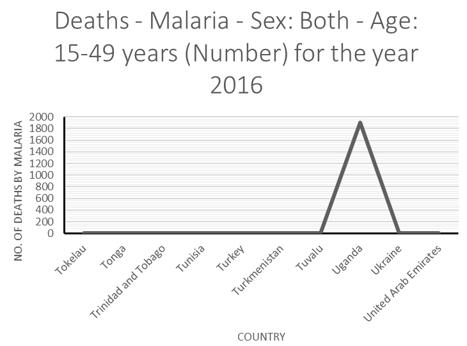 Deaths - Malaria - Sex: Both - Age:
15-49 years (Number) for the year
2016
NO. OF DEATHS BY MALARIA
2000
1800
1600
1400
1200
1000
800
600
400
200
0
Tokelau
Tonga
Trinidad and Tobago
Tunisia
Turkey
Turkmenistan
Tuvalu
Uganda
Ukraine
United Arab Emirates
COUNTRY